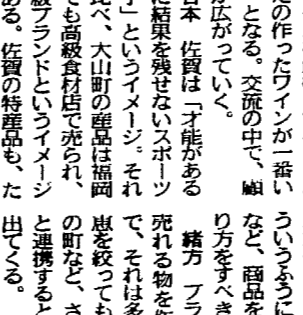 の作ったワインが一番い
となる。交流の中で、顧
が広がっていく。
本　佐賀は「才能がある
に結果を残せないスポーツ
」というイメージ。それ
比べ、大山町の産品は福岡
でも高級食材店で売られ、
級ブランドというイメージ
ある。佐賀の特産品も、た
ういうふうに
など、商品を
り方をすべき
緒方　ブラ
売れる物を
で、それは多
恵を絞っても
の町など、さ
と連携すると
出てくる。